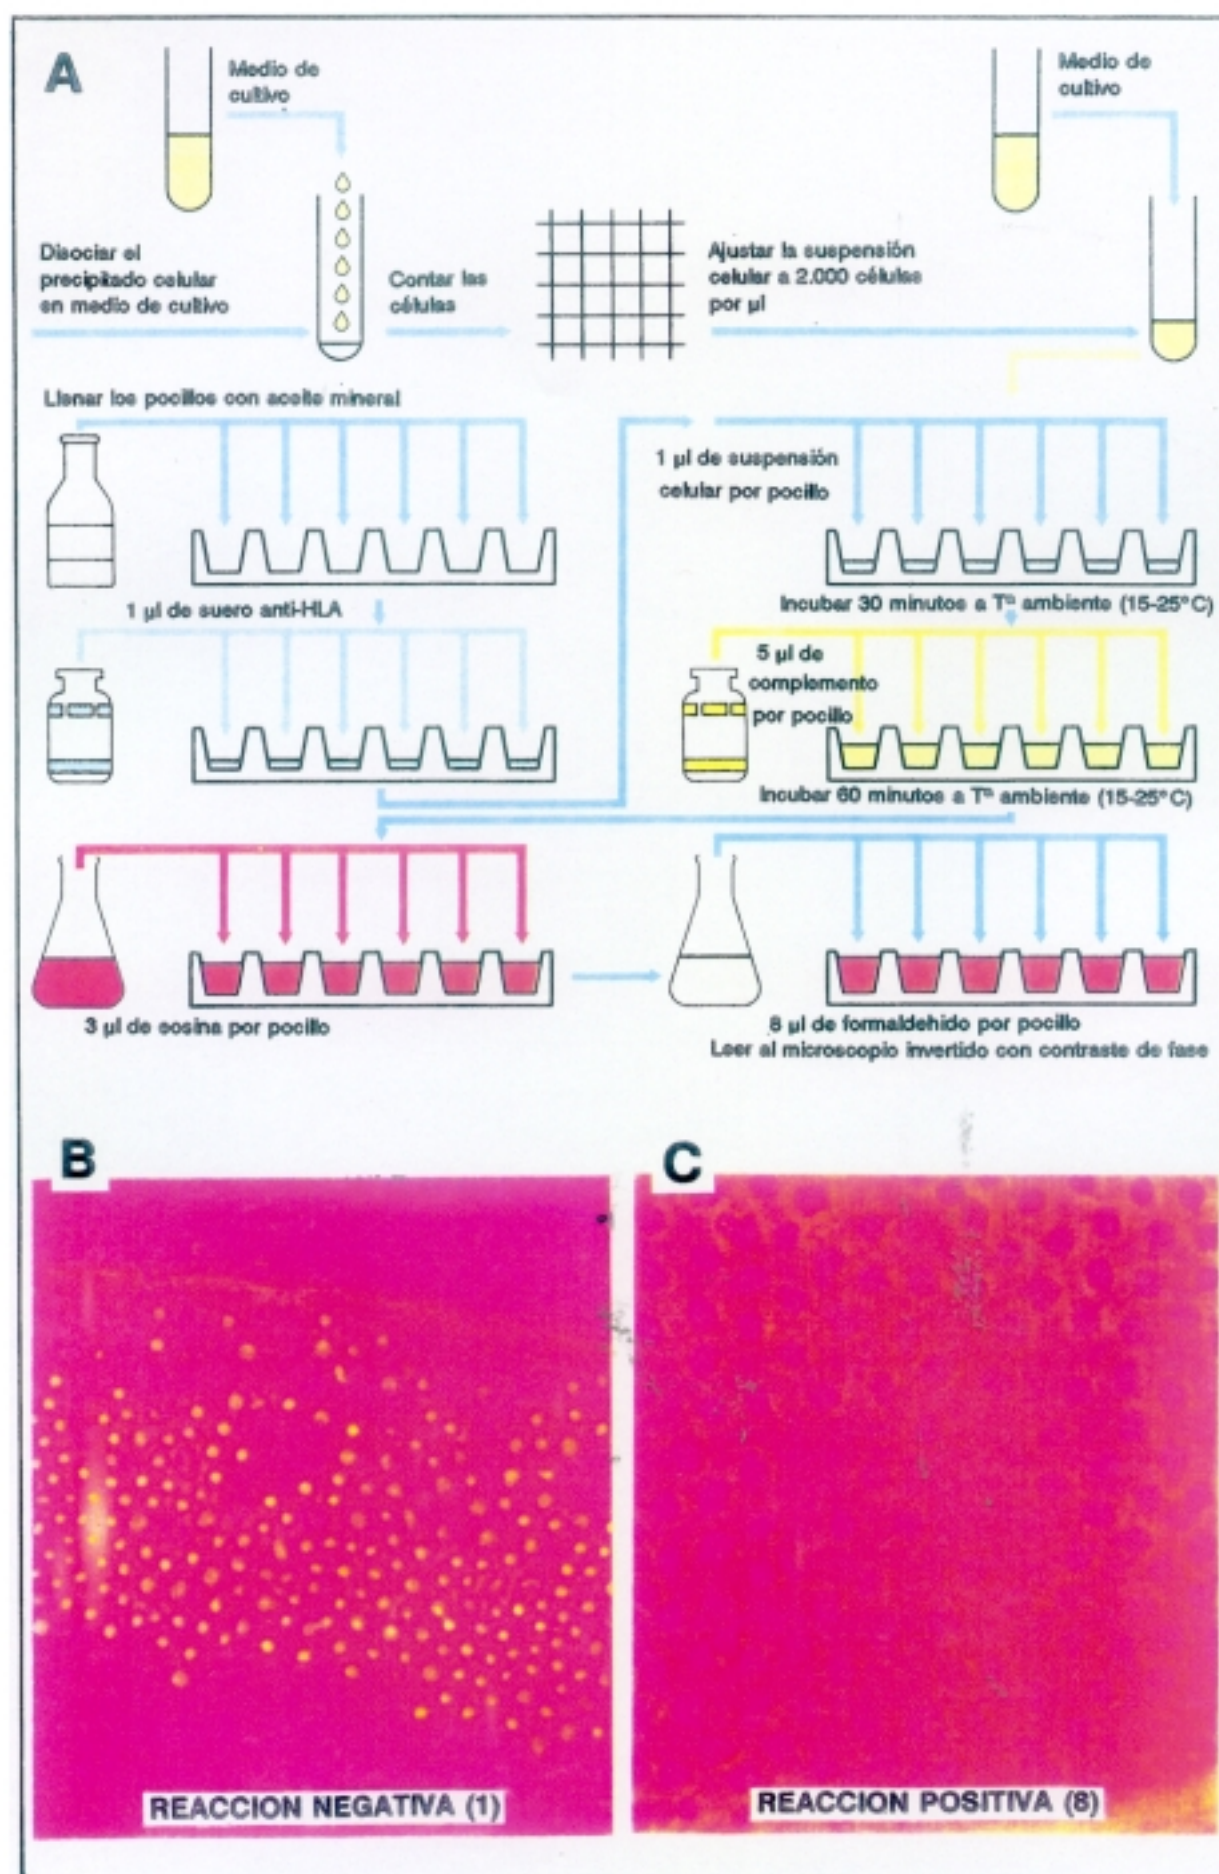 A
Medio de
cultivo
Medio de
cultivo
Disociar el
precipitado celular
en medio de cultivo
Contar las
células
Ajustar la suspensión
celular a 2.000 células
por µl
Llenar los pocillos con aceite mineral
1 µl de suspensión
celular por pocillo
1 µl de suero anti-HLA
Incubar 30 minutos a Tª ambiente (15-25°C)
5 µl de
complemento
por pocillo
Incubar 60 minutos a Tª ambiente (15-25°C)
3 µl de eosina por pocillo
8 µl de formaldehido por pocillo
Leer al microscopio invertido con contraste de fase
B
C
REACCION NEGATIVA (1)
REACCION POSITIVA (8)